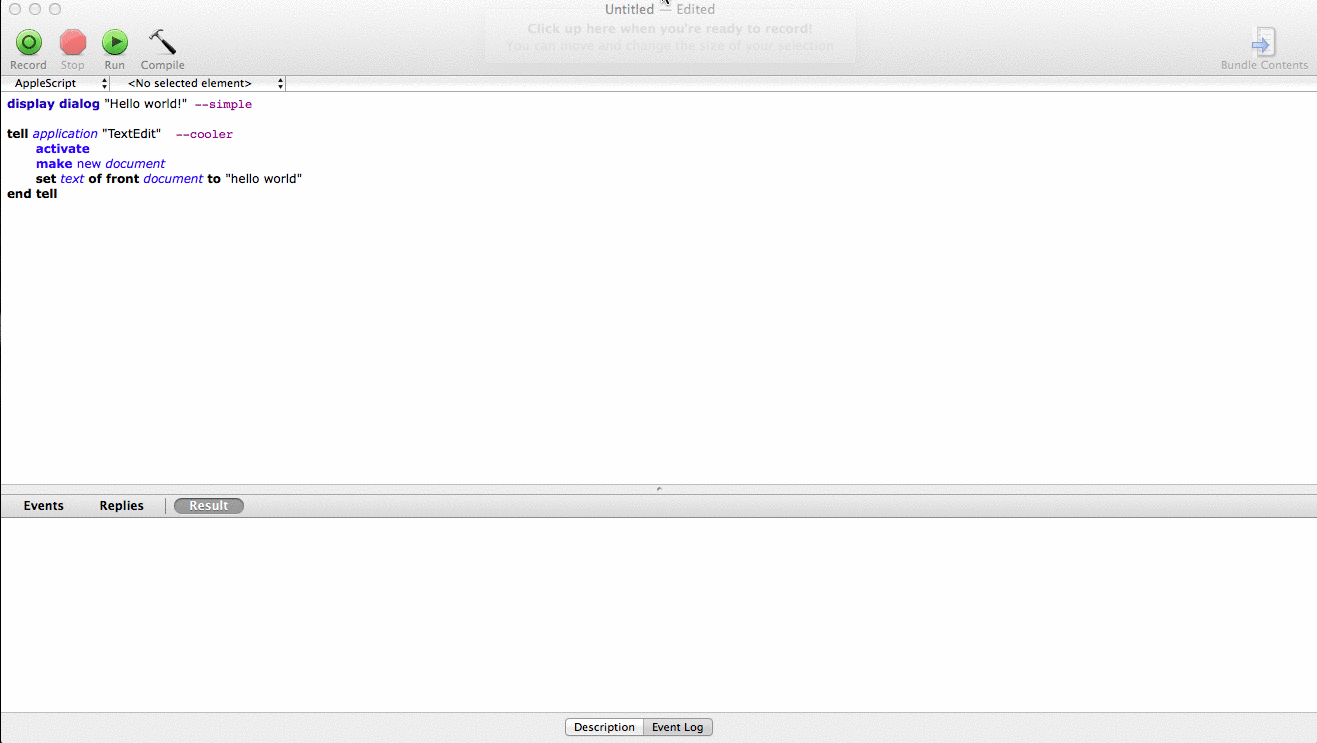 Untitled — Edited
Click up here when you're ready to record!
You can move and change the size of your selection
Record Stop Run Compile Bundle Contents
AppleScript <No selected element>
display dialog "Hello world!" --simple
tell application "TextEdit" --cooler
activate
make new document
set text of front document to "hello world"
end tell
Events Replies Result
Description Event Log